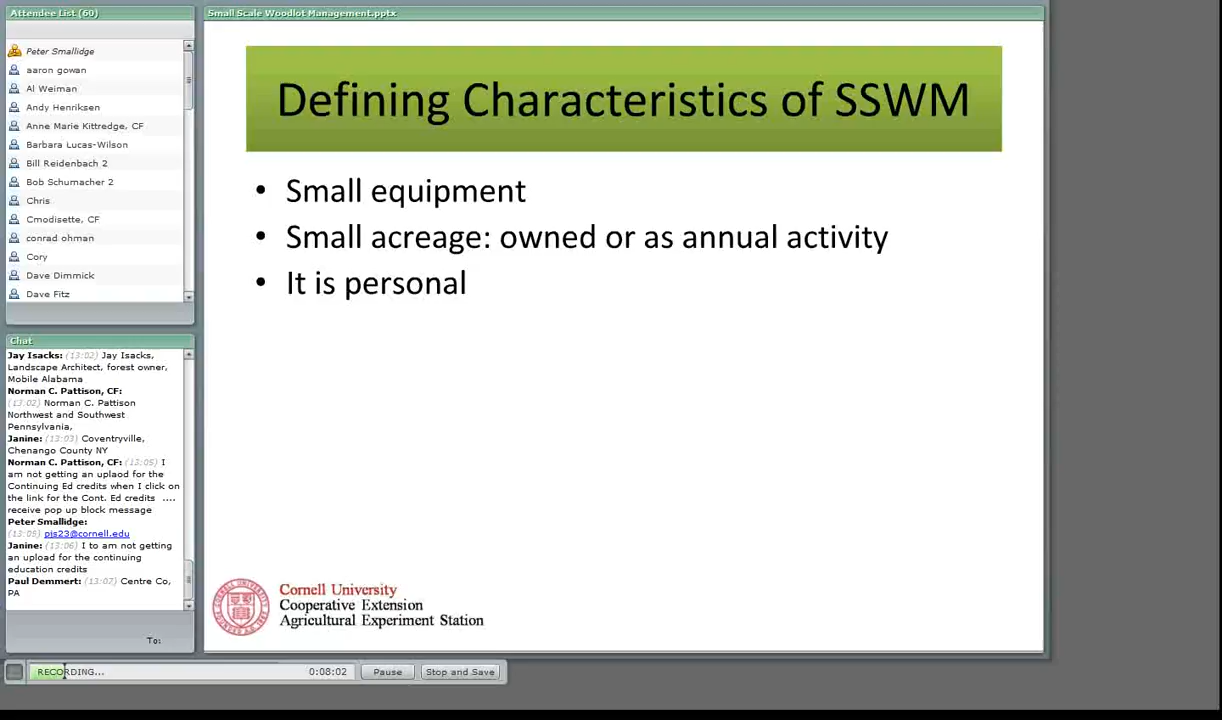 Attendee List (60)
Peter Smallidge
aaron gowan
Al Weiman
Andy Henriksen
Anne Marie Kittredge, CF
Barbara Lucas-Wilson
Bill Reidenbach 2
Bob Schumacher 2
Chris
Cmodisette, CF
conrad ohman
Cory
Dave Dimmick
Dave Fitz
Chat
Jay Isacks: (13:02) Jay Isacks,
Landscape Architect, forest owner,
Mobile Alabama
Norman C. Pattison, CF:
(13:02) Norman C. Pattison
Northwest and Southwest
Pennsylvania,
Janine: (13:03) Coventryville,
Chenango County NY
Norman C. Pattison, CF: (13:05) I
am not getting an uplaod for the
Continuing Ed credits when I click on
the link for the Cont. Ed credits ....
receive pop up block message
Peter Smallidge:
(13:05) pjs23@cornell.edu
Janine: (13:06) I to am not getting
an upload for the continuing
education credits
Paul Demmert: (13:07) Centre Co,
PA
To:
Small Scale Woodlot Management.pptx
Defining Characteristics of SSWM
• Small equipment
• Small acreage: owned or as annual activity
• It is personal
Cornell University
Cooperative Extension
Agricultural Experiment Station
RECORDING...
0:08:02
Pause
Stop and Save